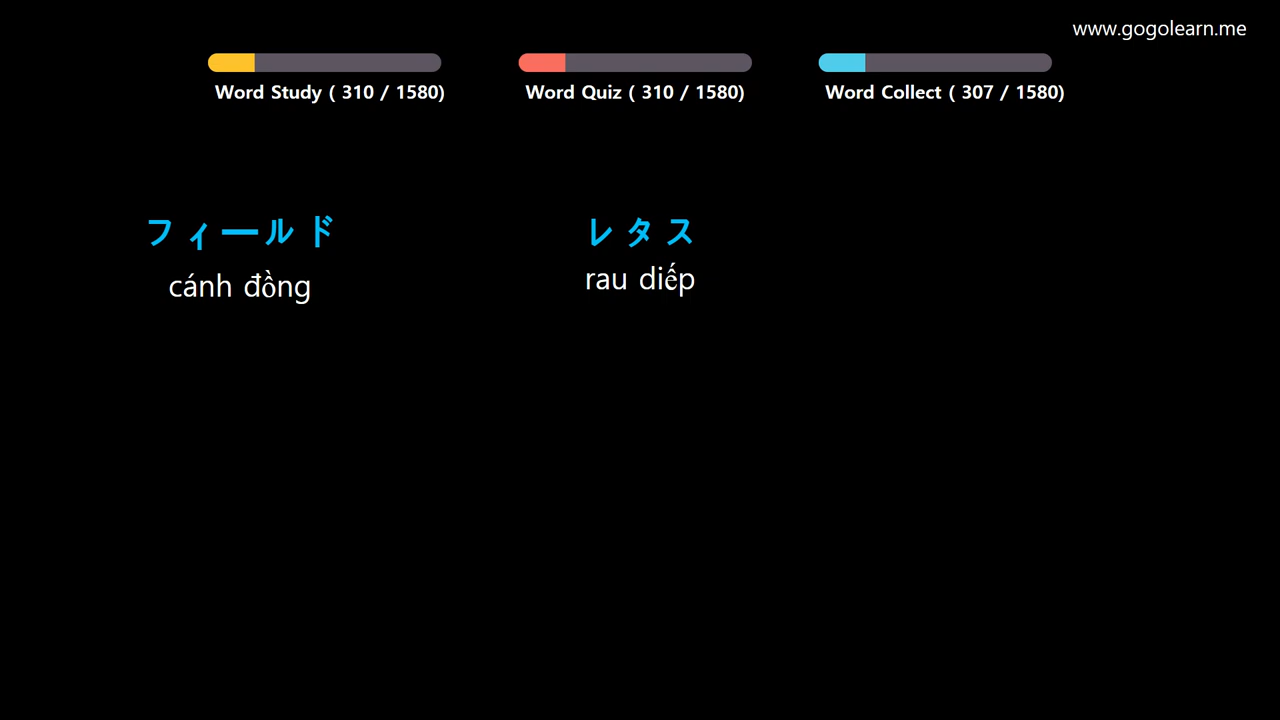 www.gogolearn.me
Word Study ( 310 / 1580)
Word Quiz ( 310 / 1580)
Word Collect ( 307 / 1580)
フィールド
cánh đồng
レタス
rau diếp